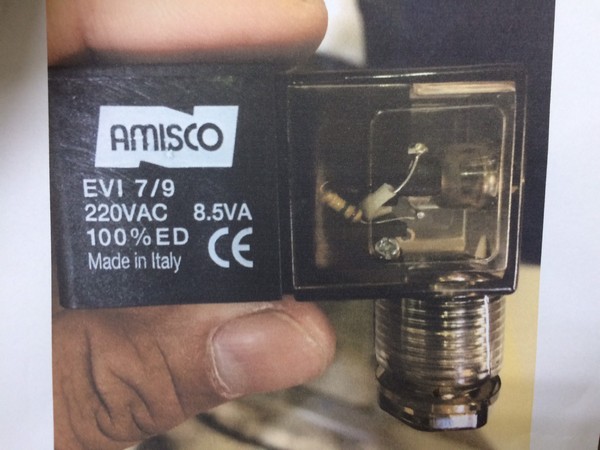 AMISCO
EVI 7/9
220VAC 8.5VA
100%ED
Made in Italy
CE